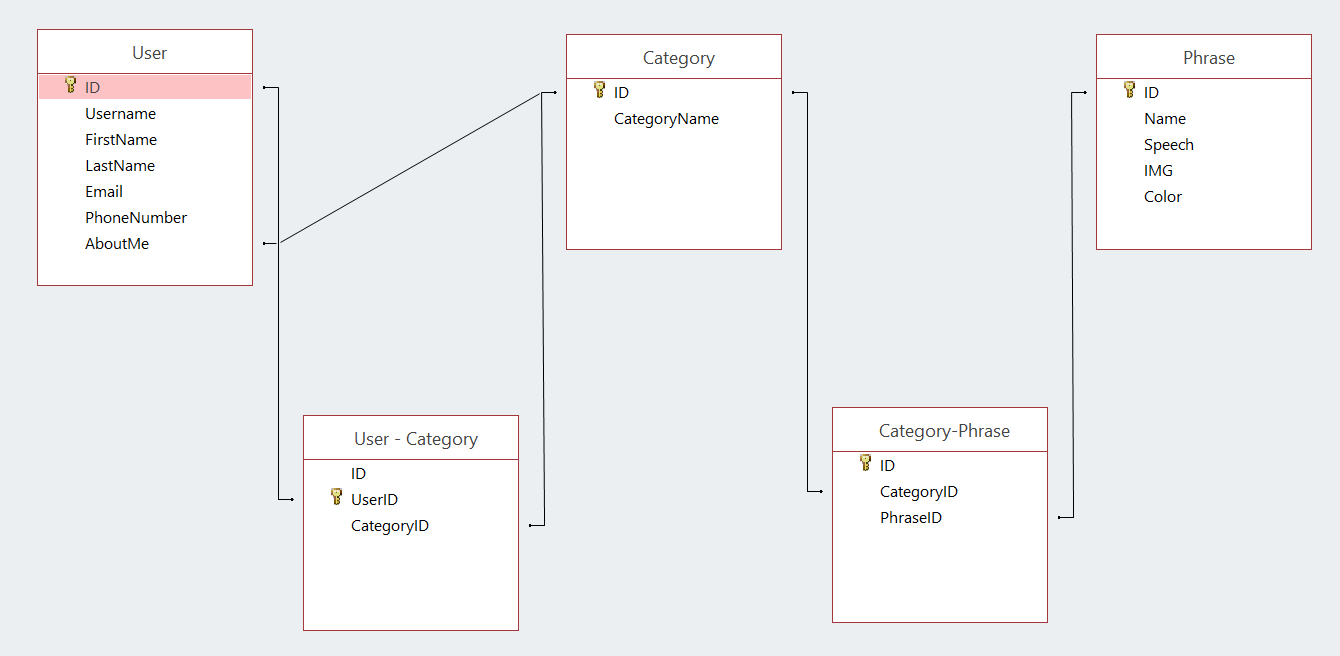 User
ID
Username
FirstName
LastName
Email
PhoneNumber
AboutMe
Category
ID
CategoryName
Phrase
ID
Name
Speech
IMG
Color
User - Category
ID
UserID
CategoryID
Category-Phrase
ID
CategoryID
PhraseID